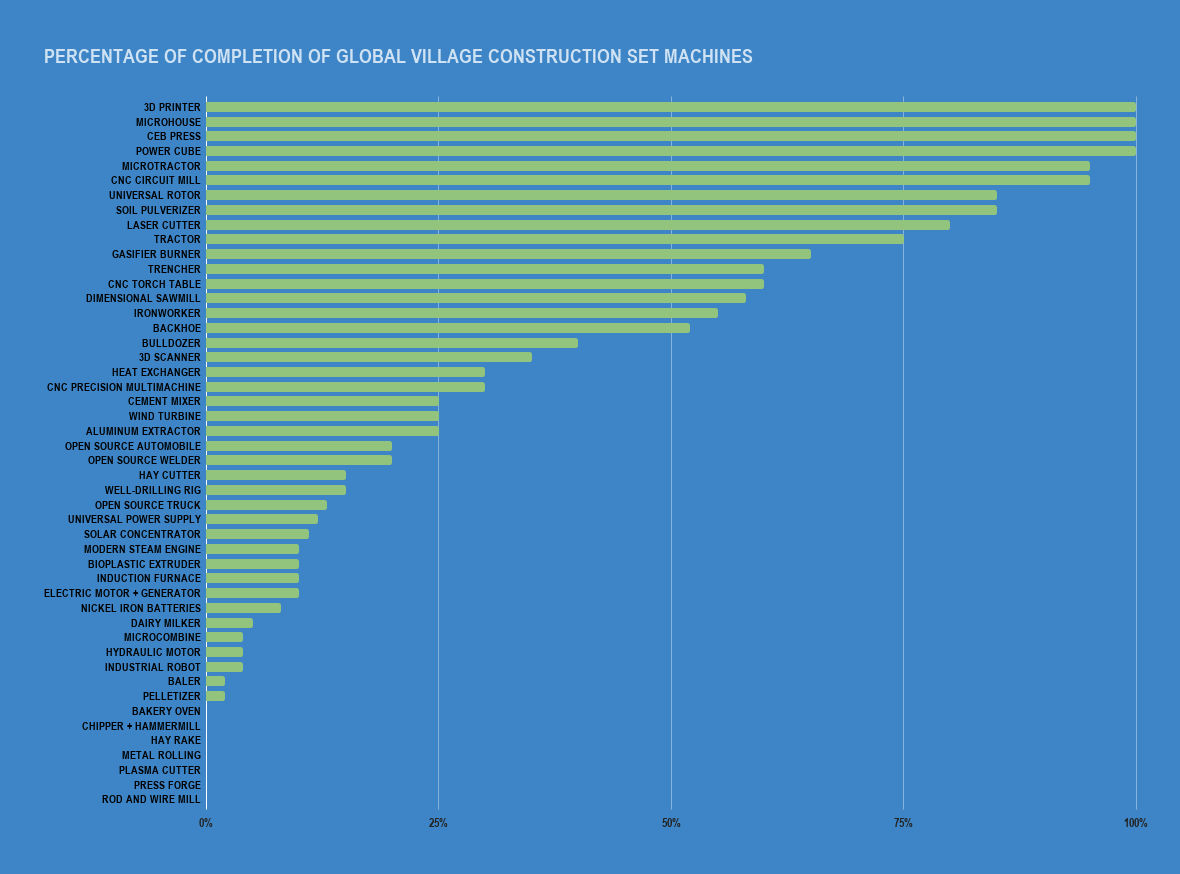 PERCENTAGE OF COMPLETION OF GLOBAL VILLAGE CONSTRUCTION SET MACHINES
3D PRINTER
MICROHOUSE
CEB PRESS
POWER CUBE
MICROTRACTOR
CNC CIRCUIT MILL
UNIVERSAL ROTOR
SOIL PULVERIZER
LASER CUTTER
TRACTOR
GASIFIER BURNER
TRENCHER
CNC TORCH TABLE
DIMENSIONAL SAWMILL
IRONWORKER
BACKHOE
BULLDOZER
3D SCANNER
HEAT EXCHANGER
CNC PRECISION MULTIMACHINE
CEMENT MIXER
WIND TURBINE
ALUMINUM EXTRACTOR
OPEN SOURCE AUTOMOBILE
OPEN SOURCE WELDER
HAY CUTTER
WELL-DRILLING RIG
OPEN SOURCE TRUCK
UNIVERSAL POWER SUPPLY
SOLAR CONCENTRATOR
MODERN STEAM ENGINE
BIOPLASTIC EXTRUDER
INDUCTION FURNACE
ELECTRIC MOTOR + GENERATOR
NICKEL IRON BATTERIES
DAIRY MILKER
MICROCOMBINE
HYDRAULIC MOTOR
INDUSTRIAL ROBOT
BALER
PELLETIZER
BAKERY OVEN
CHIPPER + HAMMERMILL
HAY RAKE
METAL ROLLING
PLASMA CUTTER
PRESS FORGE
ROD AND WIRE MILL
0% 25% 50% 75% 100%